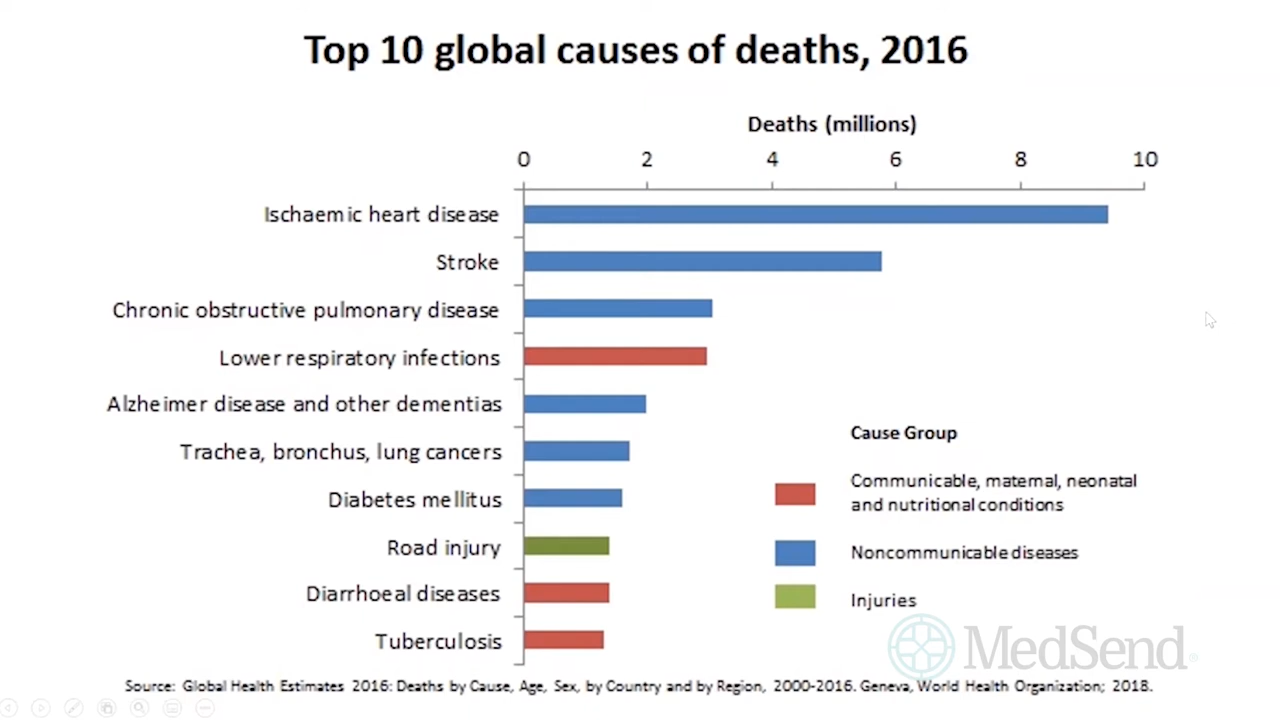 Top 10 global causes of deaths, 2016
Deaths (millions)
0 2 4 6 8 10
Ischaemic heart disease
Stroke
Chronic obstructive pulmonary disease
Lower respiratory infections
Alzheimer disease and other dementias
Trachea, bronchus, lung cancers
Diabetes mellitus
Road injury
Diarrhoeal diseases
Tuberculosis
Cause Group
Communicable, maternal, neonatal
and nutritional conditions
Noncommunicable diseases
Injuries
MedSend®
Source: Global Health Estimates 2016: Deaths by Cause, Age, Sex, by Country and by Region, 2000-2016. Geneva, World Health Organization; 2018.